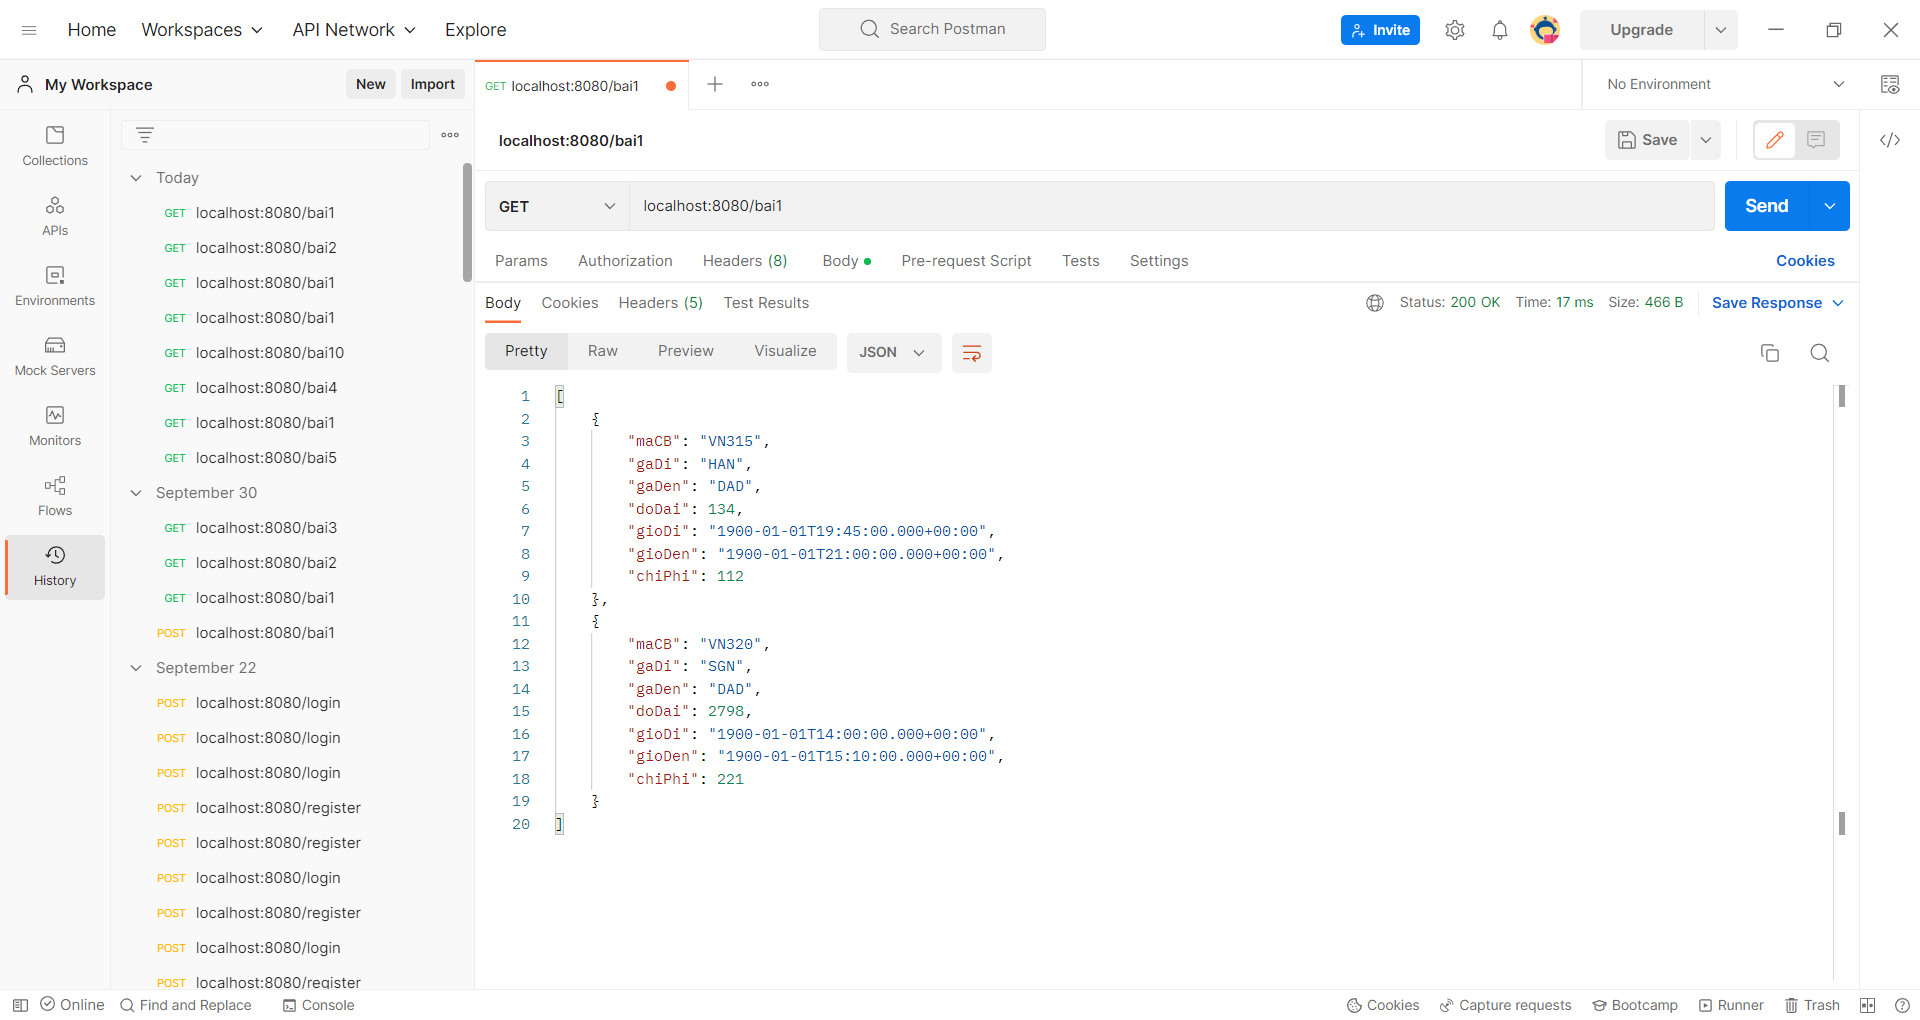 Home Workspaces API Network Explore Search Postman Invite Upgrade
My Workspace New Import GET localhost:8080/bai1 No Environment
localhost:8080/bai1 Save
GET localhost:8080/bai1 Send
Params Authorization Headers (8) Body Pre-request Script Tests Settings Cookies
Body Cookies Headers (5) Test Results Status: 200 OK Time: 17 ms Size: 466 B Save Response
Pretty Raw Preview Visualize JSON
Collections
APIs
Environments
Mock Servers
Monitors
Flows
History
Today
GET localhost:8080/bai1
GET localhost:8080/bai2
GET localhost:8080/bai1
GET localhost:8080/bai1
GET localhost:8080/bai10
GET localhost:8080/bai4
GET localhost:8080/bai1
GET localhost:8080/bai5
September 30
GET localhost:8080/bai3
GET localhost:8080/bai2
GET localhost:8080/bai1
POST localhost:8080/bai1
September 22
POST localhost:8080/login
POST localhost:8080/login
POST localhost:8080/login
POST localhost:8080/register
POST localhost:8080/register
POST localhost:8080/login
POST localhost:8080/register
POST localhost:8080/login
POST localhost:8080/register
1 [
2 {
3 "maCB": "VN315",
4 "gaDi": "HAN",
5 "gaDen": "DAD",
6 "doDai": 134,
7 "gioDi": "1900-01-01T19:45:00.000+00:00",
8 "gioDen": "1900-01-01T21:00:00.000+00:00",
9 "chiPhi": 112
10 },
11 {
12 "maCB": "VN320",
13 "gaDi": "SGN",
14 "gaDen": "DAD",
15 "doDai": 2798,
16 "gioDi": "1900-01-01T14:00:00.000+00:00",
17 "gioDen": "1900-01-01T15:10:00.000+00:00",
18 "chiPhi": 221
19 }
20 ]
Online Find and Replace Console Cookies Capture requests Bootcamp Runner Trash